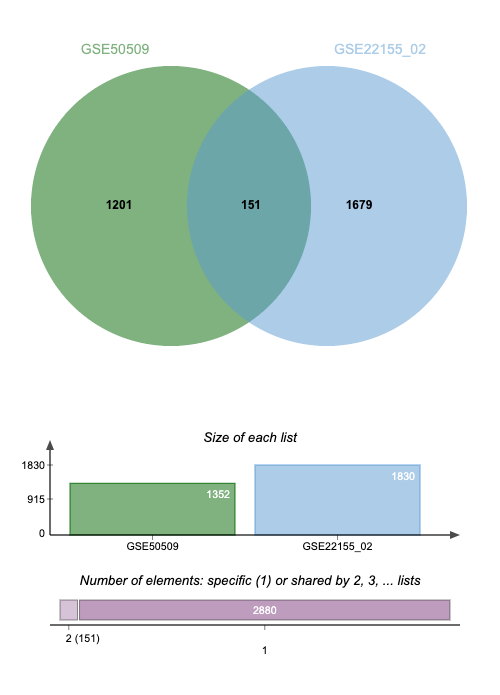 GSE50509 GSE22155_02
1201 151 1679
Size of each list
1830
915
0
1352
1830
GSE50509 GSE22155_02
Number of elements: specific (1) or shared by 2, 3, ... lists
2880
2 (151)
1